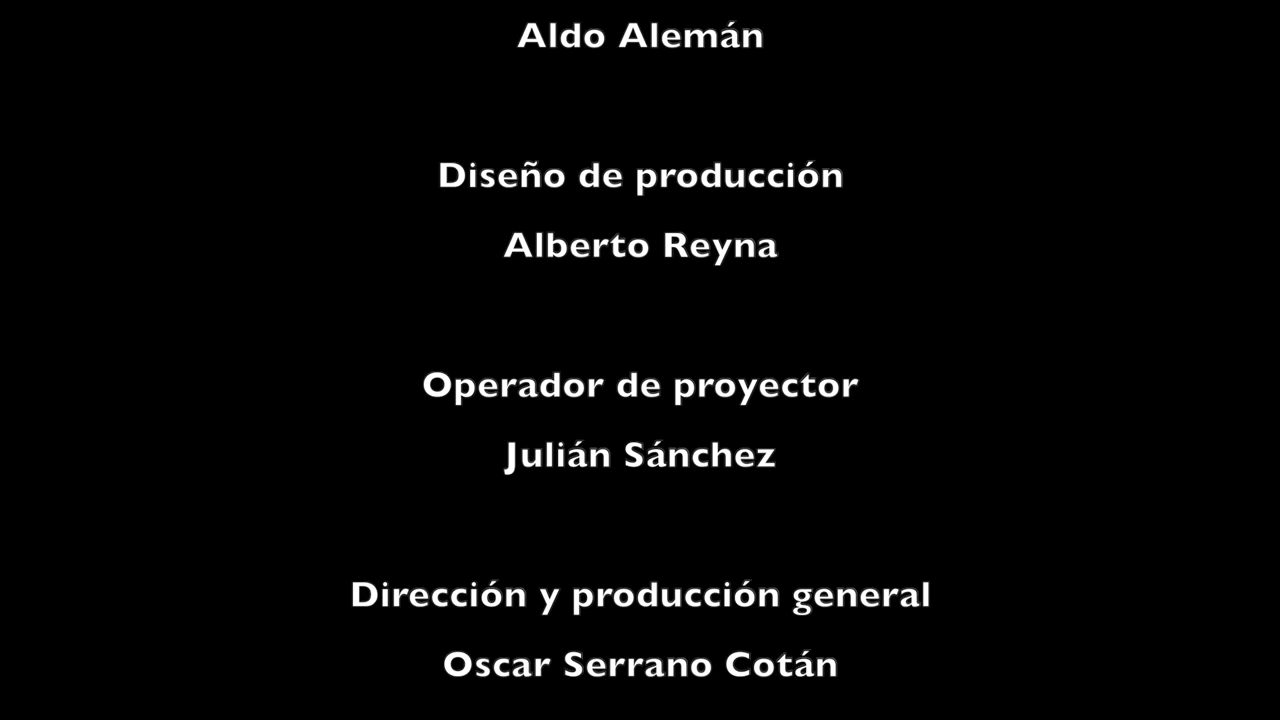 Aldo Alemán
Diseño de producción
Alberto Reyna
Operador de proyector
Julián Sánchez
Dirección y producción general
Oscar Serrano Cotán